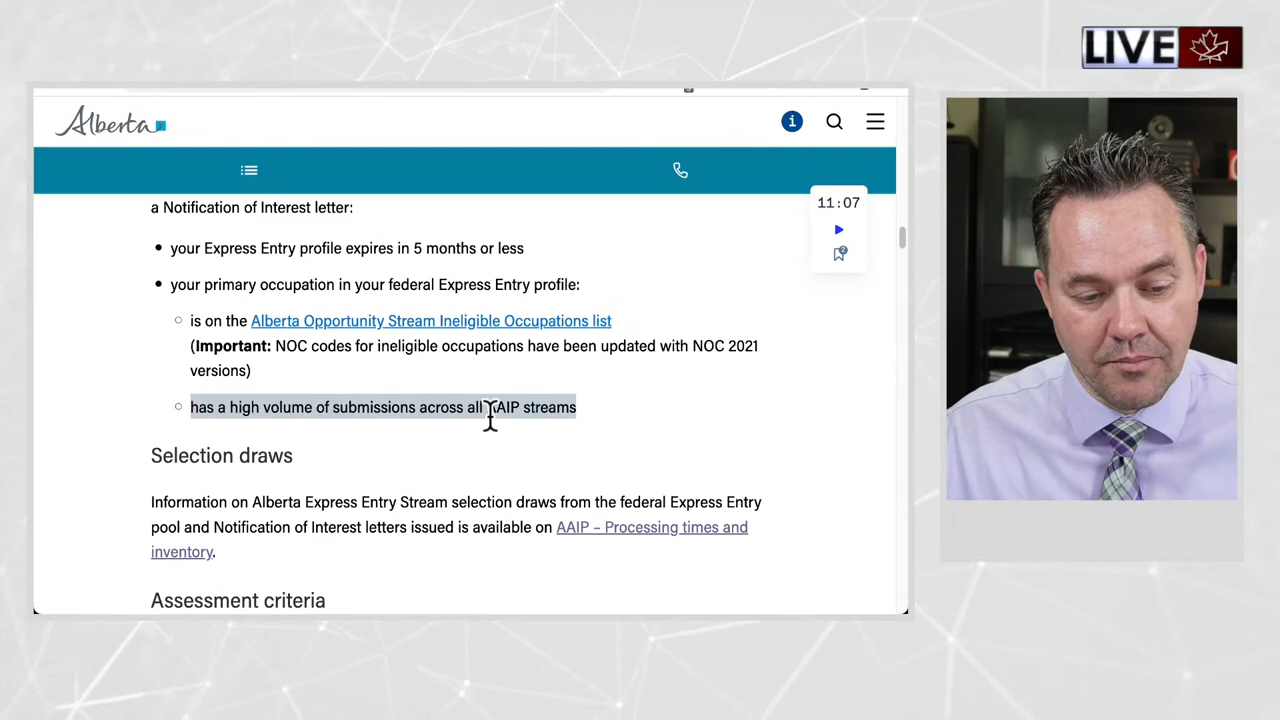 LIVE
Alberta
i
11:07
a Notification of Interest letter:
• your Express Entry profile expires in 5 months or less
• your primary occupation in your federal Express Entry profile:
○ is on the Alberta Opportunity Stream Ineligible Occupations list
(Important: NOC codes for ineligible occupations have been updated with NOC 2021
versions)
○ has a high volume of submissions across all AAIP streams
Selection draws
Information on Alberta Express Entry Stream selection draws from the federal Express Entry
pool and Notification of Interest letters issued is available on AAIP – Processing times and
inventory.
Assessment criteria